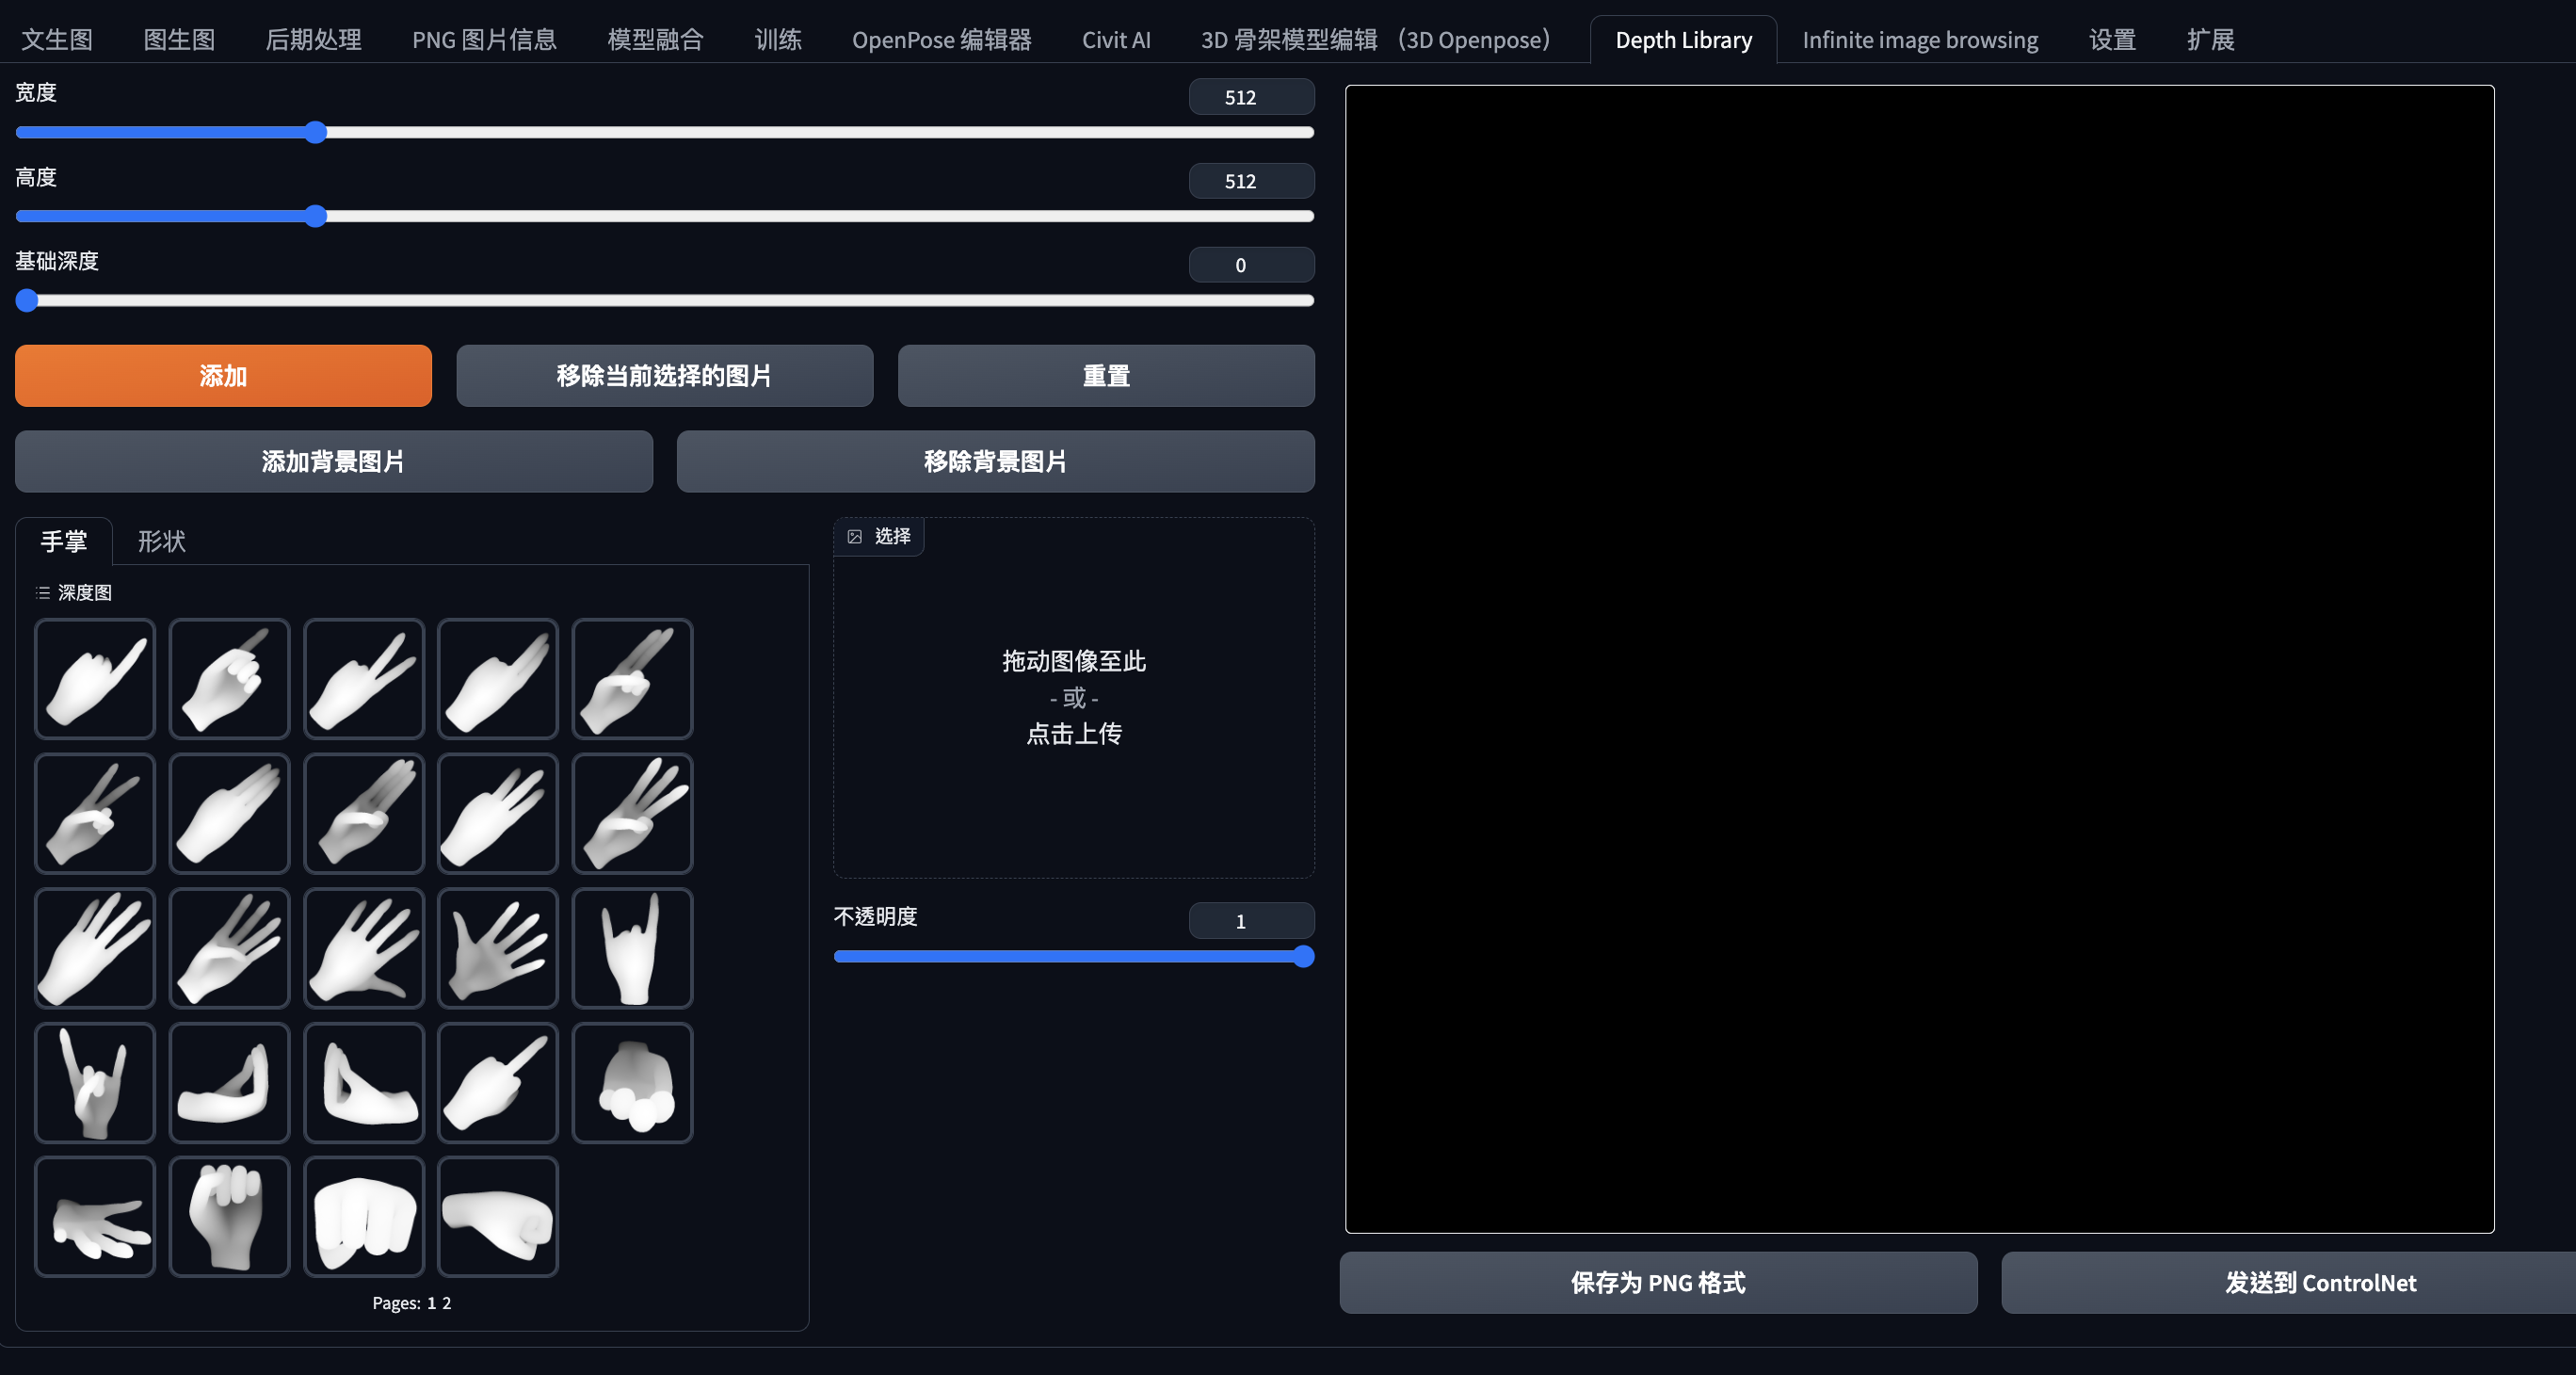 文生图 图生图 后期处理 PNG 图片信息 模型融合 训练 OpenPose 编辑器 Civit AI 3D 骨架模型编辑 （3D Openpose） Depth Library Infinite image browsing 设置 扩展
宽度
512
高度
512
基础深度
0
添加 移除当前选择的图片 重置
添加背景图片 移除背景图片
手掌 形状
深度图
Pages: 1 2
选择
拖动图像至此
- 或 -
点击上传
不透明度
1
保存为 PNG 格式 发送到 ControlNet